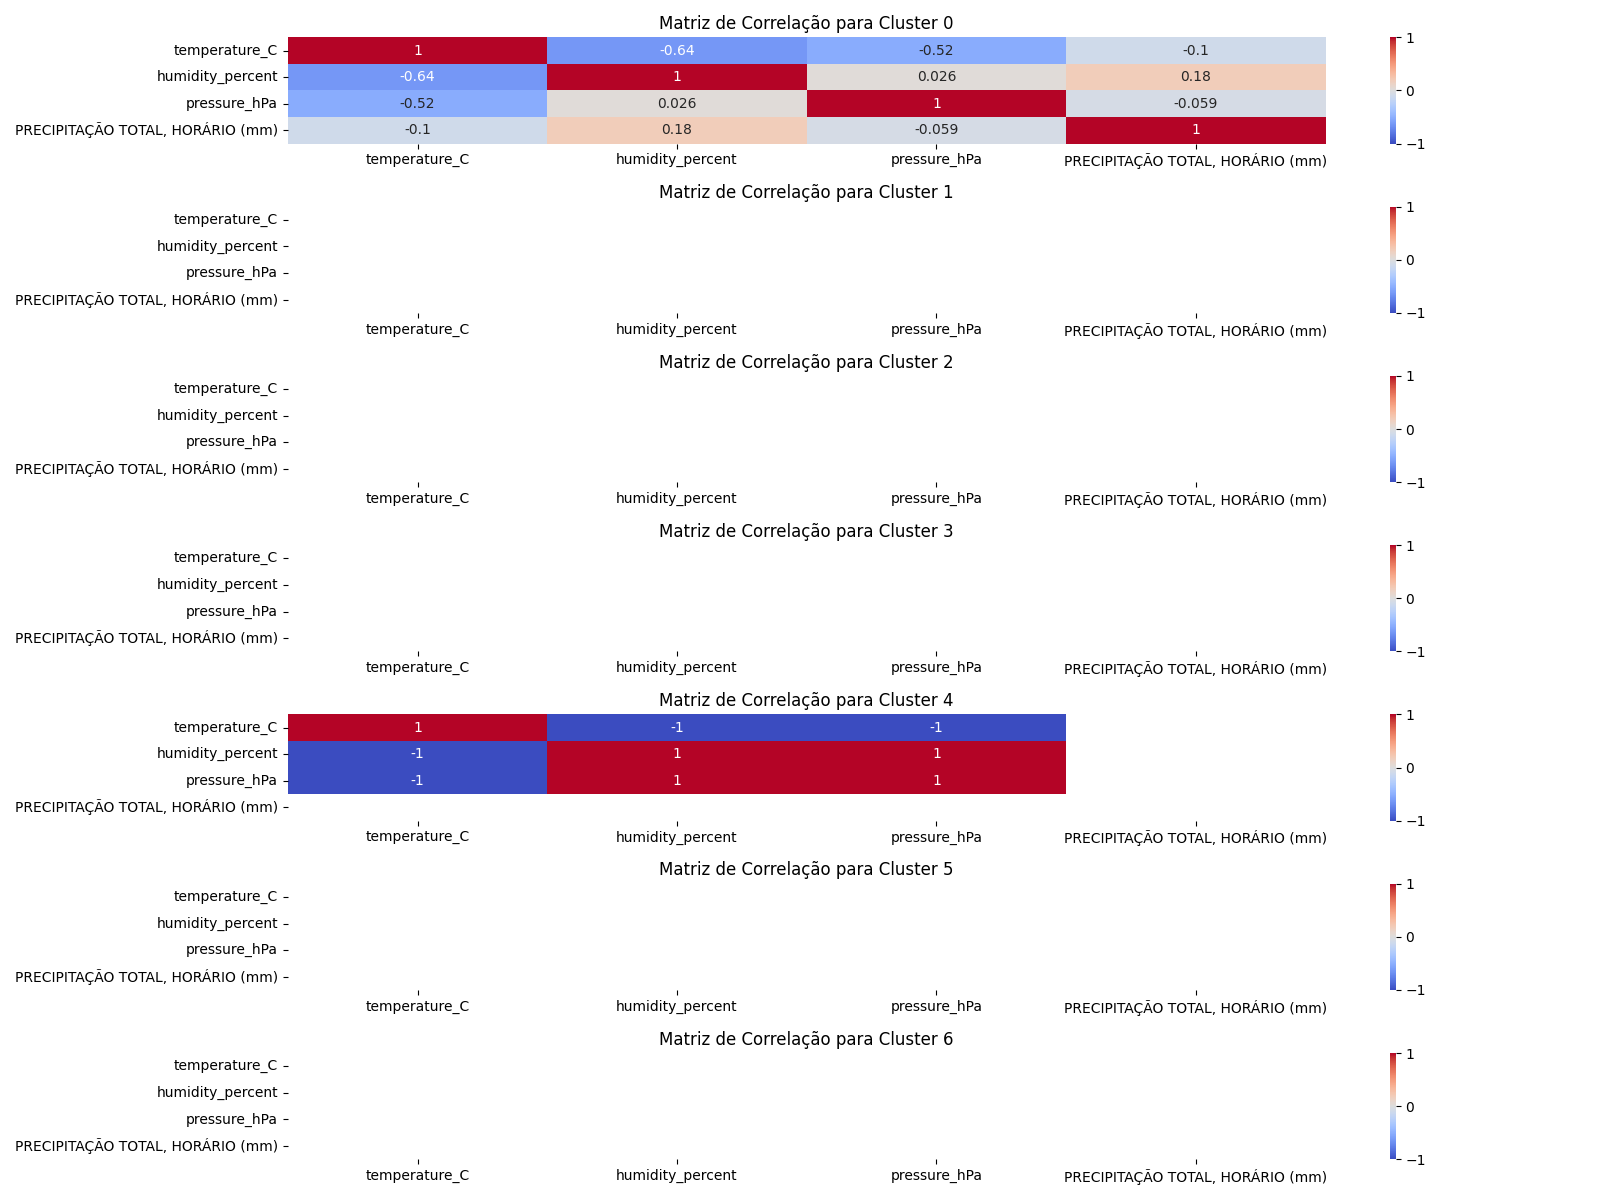 Matriz de Correlação para Cluster 0
temperature_C 1 -0.64 -0.52 -0.1
humidity_percent -0.64 1 0.026 0.18
pressure_hPa -0.52 0.026 1 -0.059
PRECIPITAÇÃO TOTAL, HORÁRIO (mm) -0.1 0.18 -0.059 1
temperature_C humidity_percent pressure_hPa PRECIPITAÇÃO TOTAL, HORÁRIO (mm)
1
0
−1
Matriz de Correlação para Cluster 1
temperature_C
humidity_percent
pressure_hPa
PRECIPITAÇÃO TOTAL, HORÁRIO (mm)
temperature_C humidity_percent pressure_hPa PRECIPITAÇÃO TOTAL, HORÁRIO (mm)
1
0
−1
Matriz de Correlação para Cluster 2
temperature_C
humidity_percent
pressure_hPa
PRECIPITAÇÃO TOTAL, HORÁRIO (mm)
temperature_C humidity_percent pressure_hPa PRECIPITAÇÃO TOTAL, HORÁRIO (mm)
1
0
−1
Matriz de Correlação para Cluster 3
temperature_C
humidity_percent
pressure_hPa
PRECIPITAÇÃO TOTAL, HORÁRIO (mm)
temperature_C humidity_percent pressure_hPa PRECIPITAÇÃO TOTAL, HORÁRIO (mm)
1
0
−1
Matriz de Correlação para Cluster 4
temperature_C 1 -1 -1
humidity_percent -1 1 1
pressure_hPa -1 1 1
PRECIPITAÇÃO TOTAL, HORÁRIO (mm)
temperature_C humidity_percent pressure_hPa PRECIPITAÇÃO TOTAL, HORÁRIO (mm)
1
0
−1
Matriz de Correlação para Cluster 5
temperature_C
humidity_percent
pressure_hPa
PRECIPITAÇÃO TOTAL, HORÁRIO (mm)
temperature_C humidity_percent pressure_hPa PRECIPITAÇÃO TOTAL, HORÁRIO (mm)
1
0
−1
Matriz de Correlação para Cluster 6
temperature_C
humidity_percent
pressure_hPa
PRECIPITAÇÃO TOTAL, HORÁRIO (mm)
temperature_C humidity_percent pressure_hPa PRECIPITAÇÃO TOTAL, HORÁRIO (mm)
1
0
−1